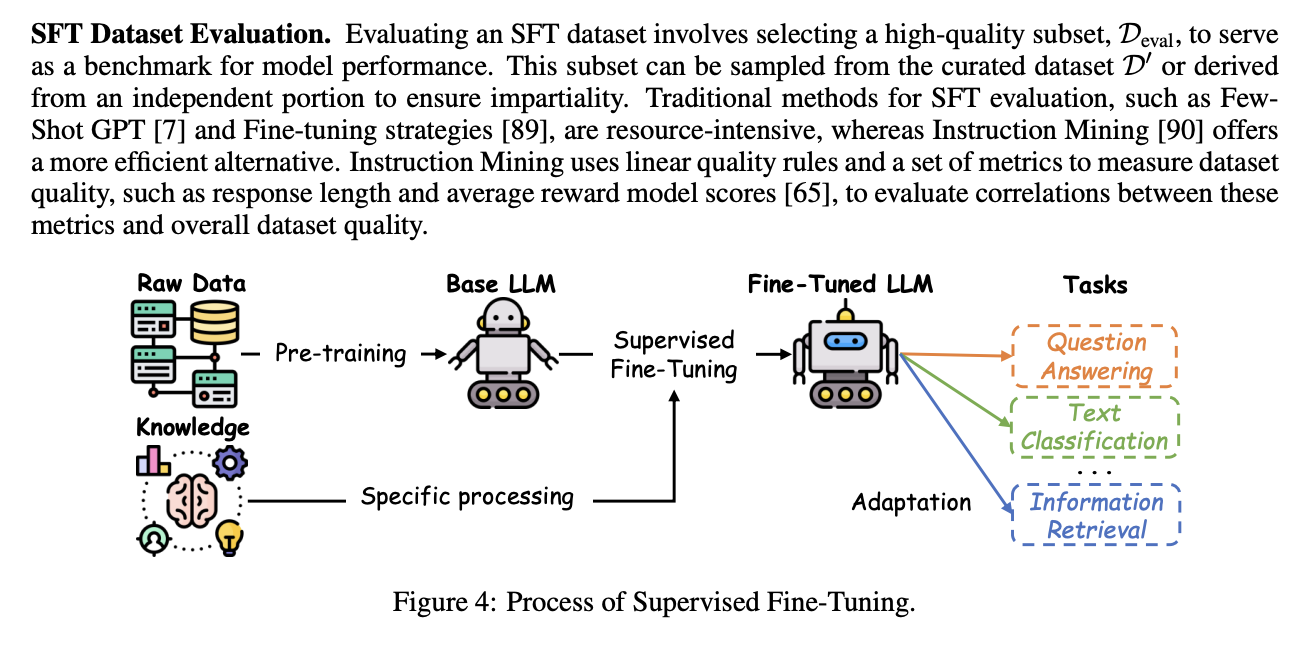 SFT Dataset Evaluation. Evaluating an SFT dataset involves selecting a high-quality subset, 𝒟eval, to serve
as a benchmark for model performance. This subset can be sampled from the curated dataset 𝒟′ or derived
from an independent portion to ensure impartiality. Traditional methods for SFT evaluation, such as Few-
Shot GPT [7] and Fine-tuning strategies [89], are resource-intensive, whereas Instruction Mining [90] offers
a more efficient alternative. Instruction Mining uses linear quality rules and a set of metrics to measure dataset
quality, such as response length and average reward model scores [65], to evaluate correlations between these
metrics and overall dataset quality.
Raw Data
Base LLM
Fine-Tuned LLM
Tasks
Pre-training
Supervised
Fine-Tuning
Question
Answering
Text
Classification
...
Knowledge
Specific processing
Adaptation
Information
Retrieval
Figure 4: Process of Supervised Fine-Tuning.